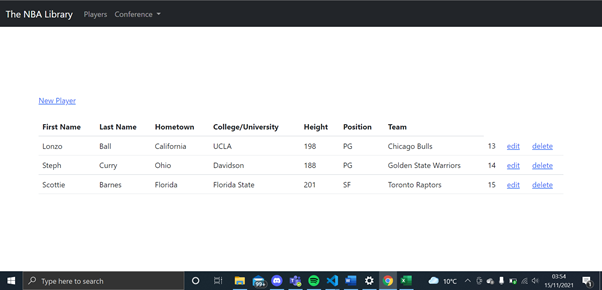 The NBA Library Players Conference
New Player
First Name Last Name Hometown College/University Height Position Team
Lonzo Ball California UCLA 198 PG Chicago Bulls 13 edit delete
Steph Curry Ohio Davidson 188 PG Golden State Warriors 14 edit delete
Scottie Barnes Florida Florida State 201 SF Toronto Raptors 15 edit delete
Type here to search 99+ 10°C 03:54
15/11/2021 1